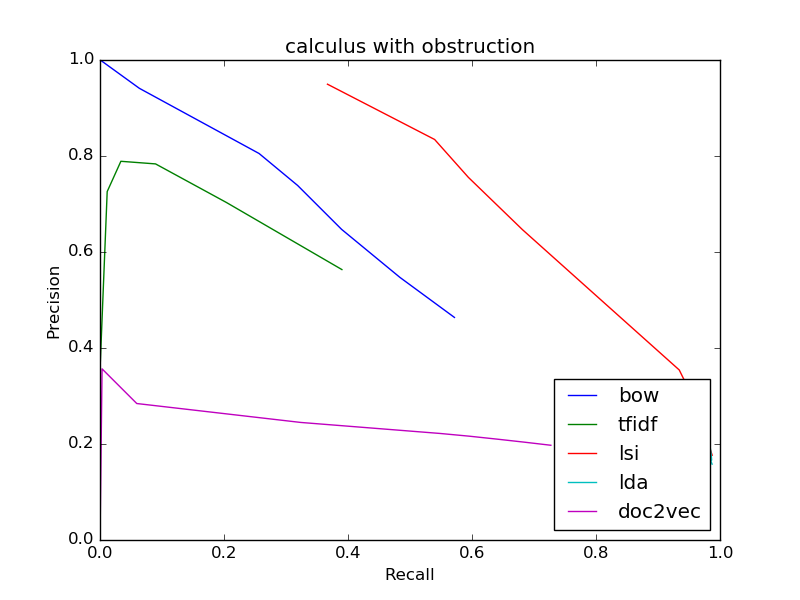 calculus with obstruction
1.0
0.8
0.6
0.4
0.2
0.0
Precision
0.0 0.2 0.4 0.6 0.8 1.0
Recall
bow
tfidf
lsi
lda
doc2vec